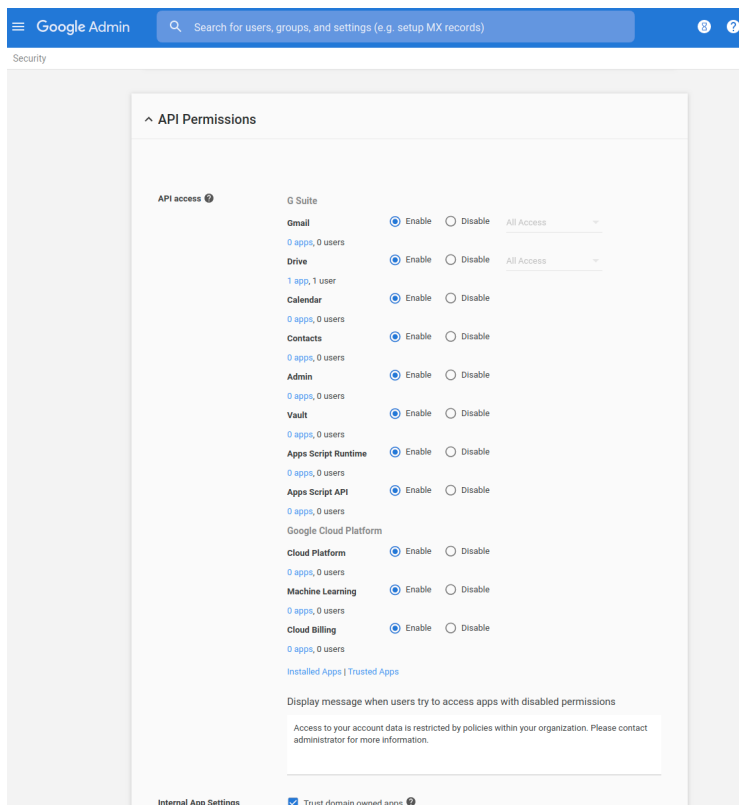 Google Admin
Search for users, groups, and settings (e.g. setup MX records)
8
?
Security
API Permissions
API access ?
G Suite
Gmail Enable Disable All Access
0 apps, 0 users
Drive Enable Disable All Access
1 app, 1 user
Calendar Enable Disable
0 apps, 0 users
Contacts Enable Disable
0 apps, 0 users
Admin Enable Disable
0 apps, 0 users
Vault Enable Disable
0 apps, 0 users
Apps Script Runtime Enable Disable
0 apps, 0 users
Apps Script API Enable Disable
0 apps, 0 users
Google Cloud Platform
Cloud Platform Enable Disable
0 apps, 0 users
Machine Learning Enable Disable
0 apps, 0 users
Cloud Billing Enable Disable
0 apps, 0 users
Installed Apps | Trusted Apps
Display message when users try to access apps with disabled permissions
Access to your account data is restricted by policies within your organization. Please contact
administrator for more information.
Internal App Settings Trust domain owned apps ?